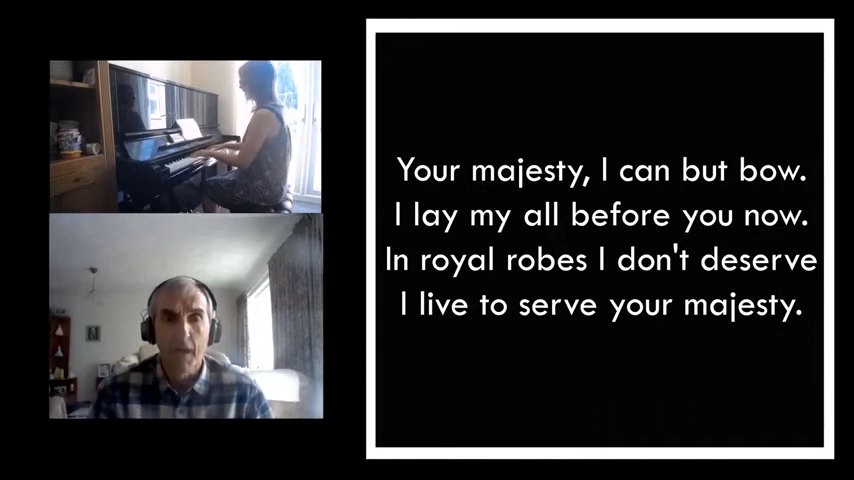 Your majesty, I can but bow.
I lay my all before you now.
In royal robes I don't deserve
I live to serve your majesty.